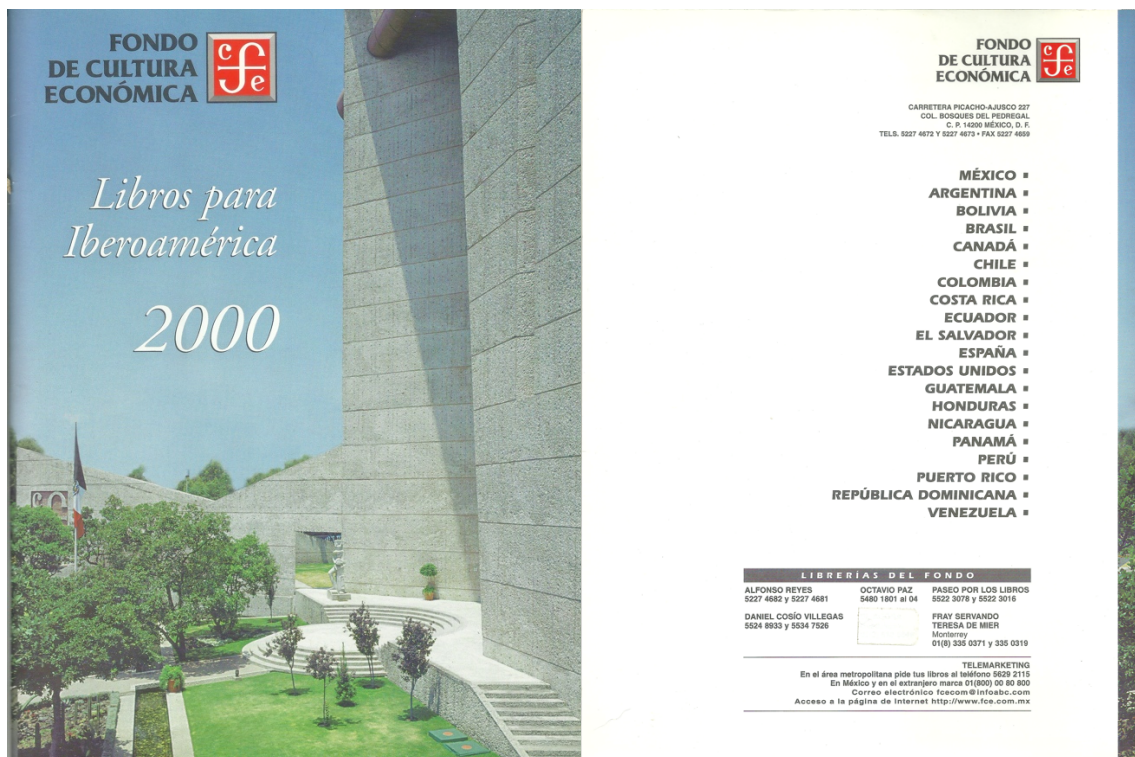 FONDO
DE CULTURA
ECONÓMICA
cfe
Libros para
Iberoamérica
2000
FONDO
DE CULTURA
ECONÓMICA
cfe
CARRETERA PICACHO-AJUSCO 227
COL. BOSQUES DEL PEDREGAL
C. P. 14200 MÉXICO, D. F.
TELS. 5227 4672 Y 5227 4673 • FAX 5227 4659
MÉXICO ▪
ARGENTINA ▪
BOLIVIA ▪
BRASIL ▪
CANADÁ ▪
CHILE ▪
COLOMBIA ▪
COSTA RICA ▪
ECUADOR ▪
EL SALVADOR ▪
ESPAÑA ▪
ESTADOS UNIDOS ▪
GUATEMALA ▪
HONDURAS ▪
NICARAGUA ▪
PANAMÁ ▪
PERÚ ▪
PUERTO RICO ▪
REPÚBLICA DOMINICANA ▪
VENEZUELA ▪
LIBRERÍAS DEL FONDO
ALFONSO REYES
5227 4682 y 5227 4681
OCTAVIO PAZ
5480 1801 al 04
PASEO POR LOS LIBROS
5522 3078 y 5522 3016
DANIEL COSÍO VILLEGAS
5524 8933 y 5534 7526
FRAY SERVANDO
TERESA DE MIER
Monterrey
01(8) 335 0371 y 335 0319
TELEMARKETING
En el área metropolitana pide tus libros al teléfono 5629 2115
En México y en el extranjero marca 01(800) 00 80 800
Correo electrónico fcecom@infoabc.com
Acceso a la página de Internet http://www.fce.com.mx